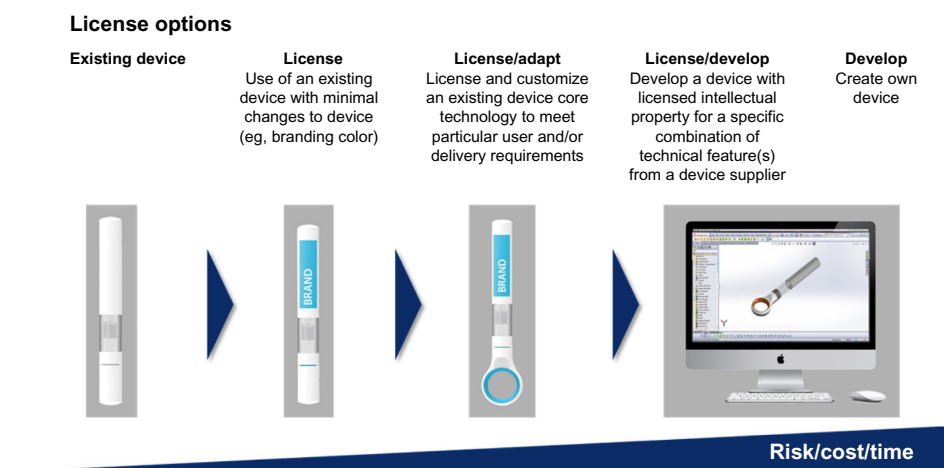 License options
Existing device
License
Use of an existing
device with minimal
changes to device
(eg, branding color)
License/adapt
License and customize
an existing device core
technology to meet
particular user and/or
delivery requirements
License/develop
Develop a device with
licensed intellectual
property for a specific
combination of
technical feature(s)
from a device supplier
Develop
Create own
device
BRAND
BRAND
Risk/cost/time